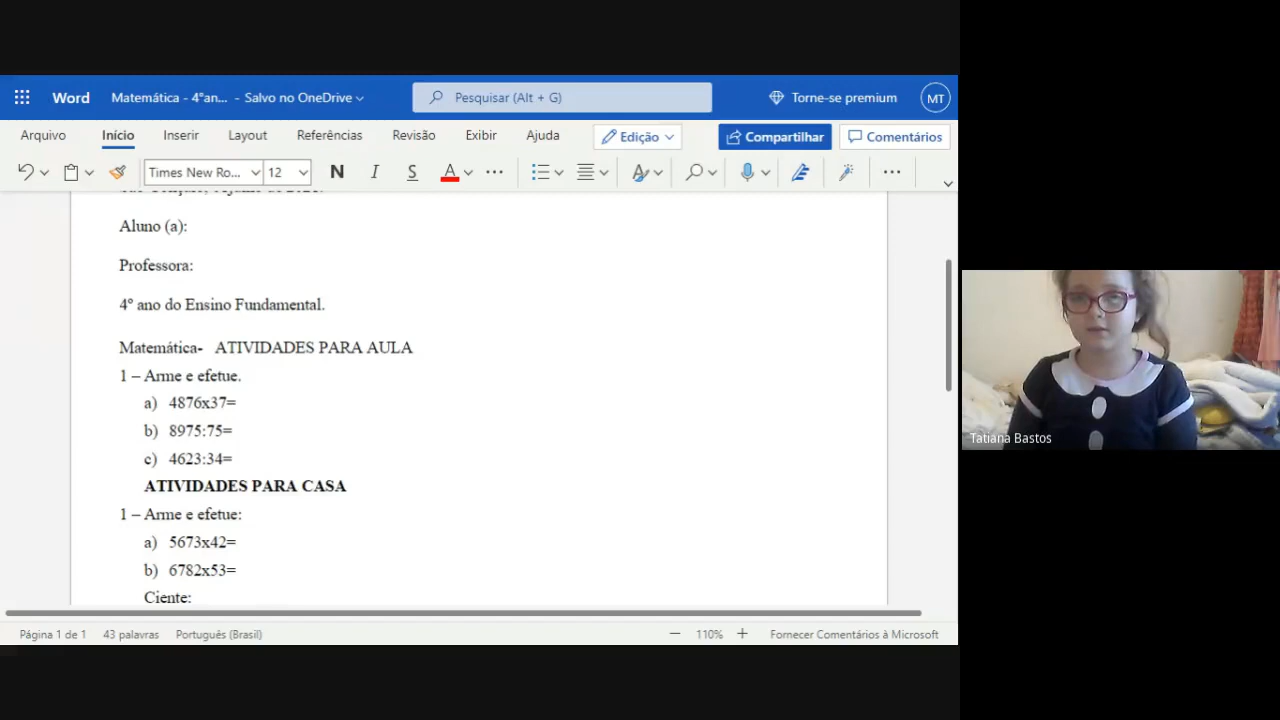 Word
Matemática - 4ºan... - Salvo no OneDrive
Pesquisar (Alt + G)
Torne-se premium
MT
Arquivo
Início
Inserir
Layout
Referências
Revisão
Exibir
Ajuda
Edição
Compartilhar
Comentários
Times New Ro...
12
N
I
S
A
Aluno (a):
Professora:
4º ano do Ensino Fundamental.
Matemática- ATIVIDADES PARA AULA
1 – Arme e efetue.
a) 4876x37=
b) 8975:75=
c) 4623:34=
ATIVIDADES PARA CASA
1 – Arme e efetue:
a) 5673x42=
b) 6782x53=
Ciente:
Página 1 de 1
43 palavras
Português (Brasil)
110%
Fornecer Comentários à Microsoft
Tatiana Bastos